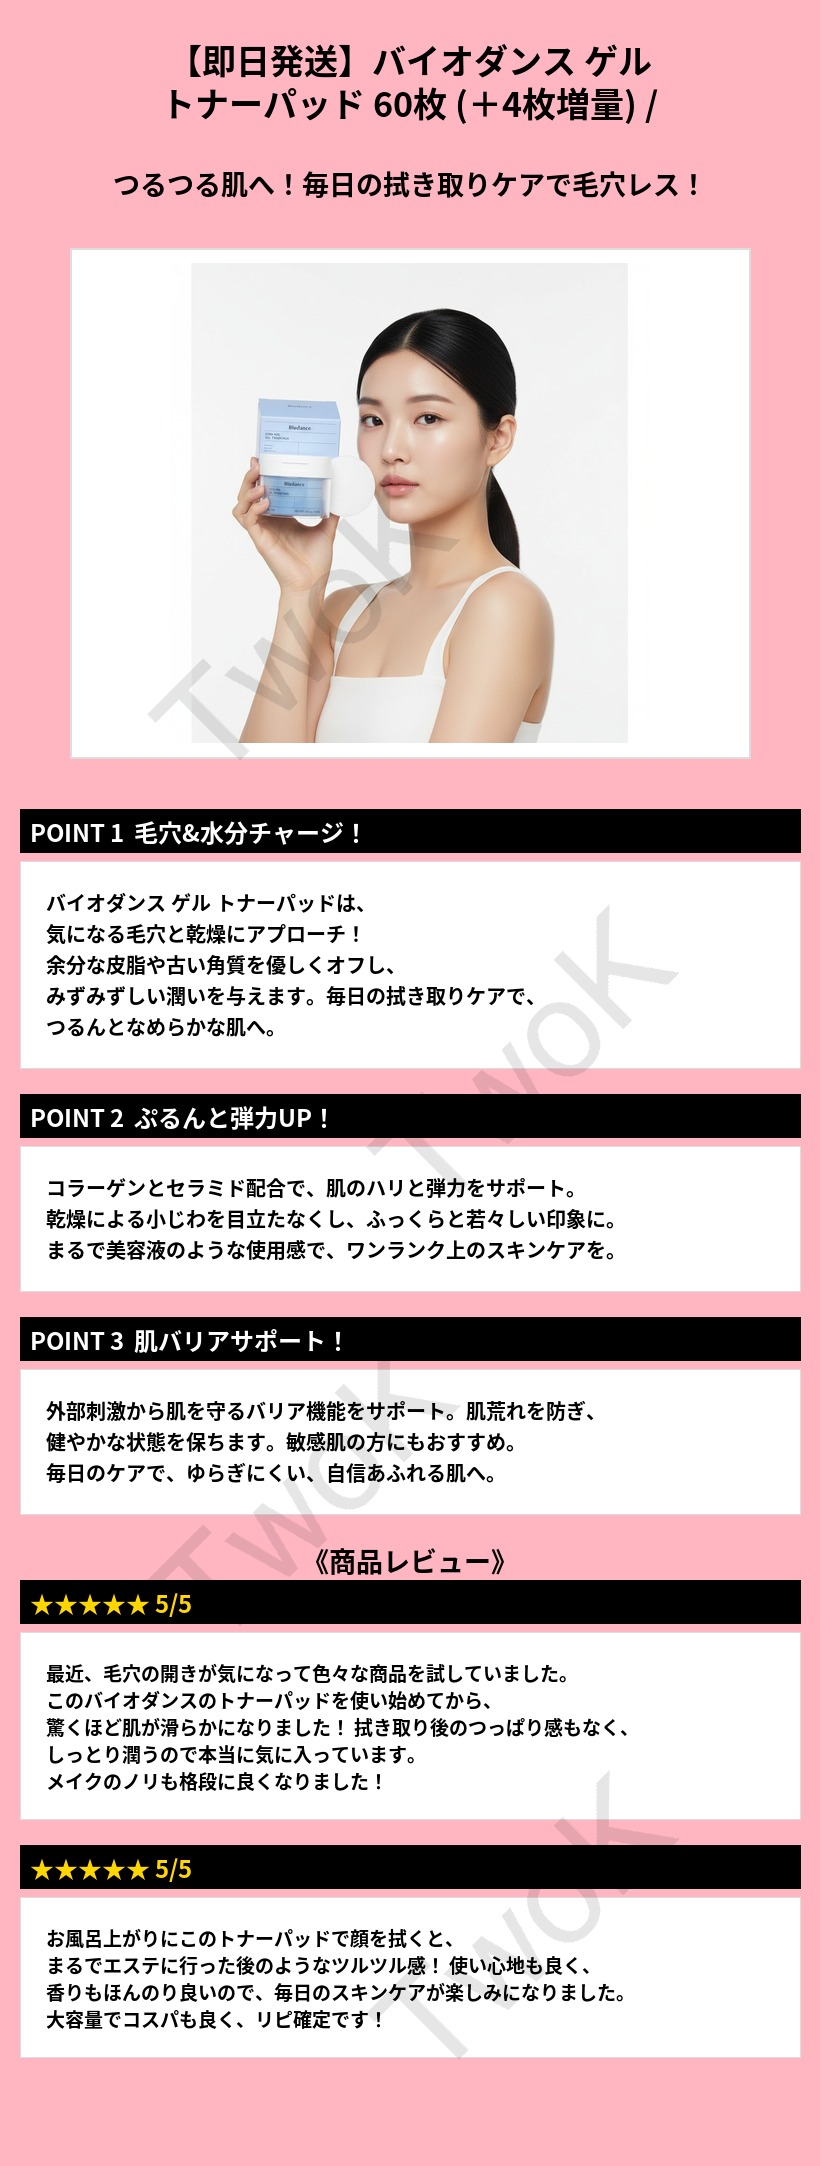 【即日発送】バイオダンス ゲル
トナーパッド 60枚 (＋4枚増量) /
つるつる肌へ！毎日の拭き取りケアで毛穴レス！
Biodance
Biodance
TwoK
POINT 1 毛穴&水分チャージ！
バイオダンス ゲル トナーパッドは、
気になる毛穴と乾燥にアプローチ！
余分な皮脂や古い角質を優しくオフし、
みずみずしい潤いを与えます。毎日の拭き取りケアで、
つるんとなめらかな肌へ。
TwoK
POINT 2 ぷるんと弾力UP！
コラーゲンとセラミド配合で、肌のハリと弾力をサポート。
乾燥による小じわを目立たなくし、ふっくらと若々しい印象に。
まるで美容液のような使用感で、ワンランク上のスキンケアを。
POINT 3 肌バリアサポート！
外部刺激から肌を守るバリア機能をサポート。肌荒れを防ぎ、
健やかな状態を保ちます。敏感肌の方にもおすすめ。
毎日のケアで、ゆらぎにくい、自信あふれる肌へ。
TwoK
《商品レビュー》
★★★★★ 5/5
最近、毛穴の開きが気になって色々な商品を試していました。
このバイオダンスのトナーパッドを使い始めてから、
驚くほど肌が滑らかになりました！ 拭き取り後のつっぱり感もなく、
しっとり潤うので本当に気に入っています。
メイクのノリも格段に良くなりました！
★★★★★ 5/5
お風呂上がりにこのトナーパッドで顔を拭くと、
まるでエステに行った後のようなツルツル感！ 使い心地も良く、
香りもほんのり良いので、毎日のスキンケアが楽しみになりました。
大容量でコスパも良く、リピ確定です！
TwoK